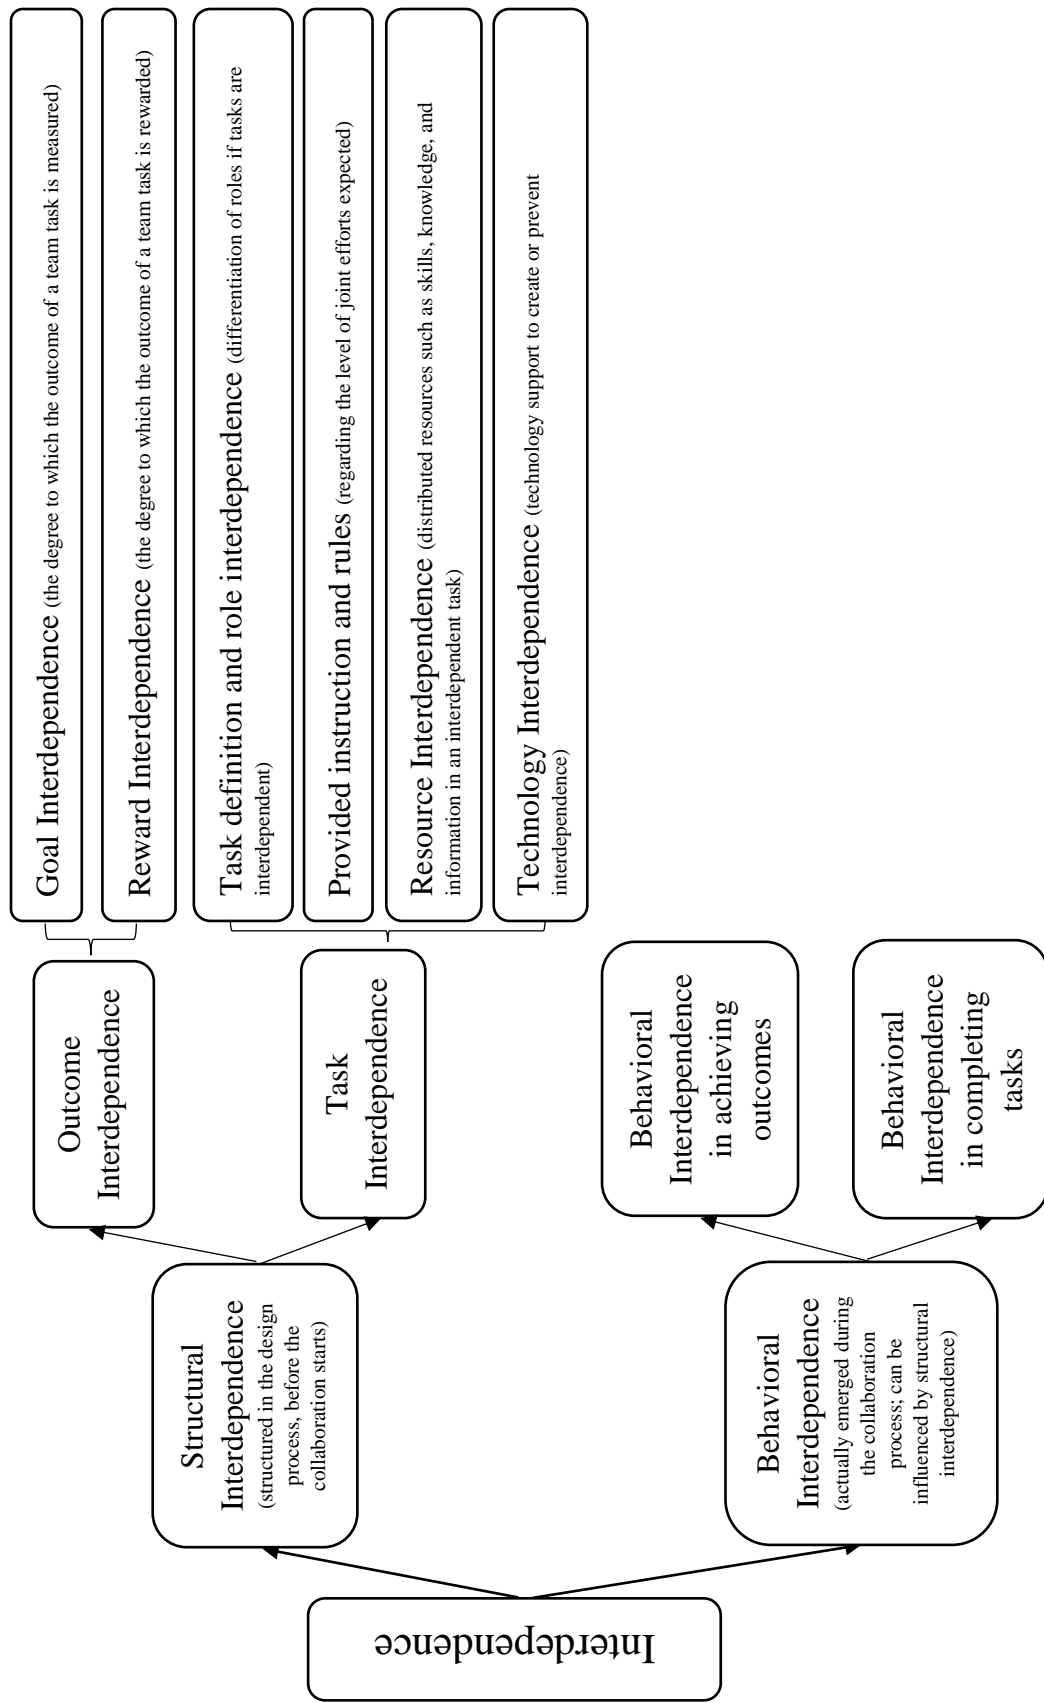 Interdependence
Structural
Interdependence
(structured in the design
process, before the
collaboration starts)
Outcome
Interdependence
Goal Interdependence (the degree to which the outcome of a team task is measured)
Reward Interdependence (the degree to which the outcome of a team task is rewarded)
Task
Interdependence
Task definition and role interdependence (differentiation of roles if tasks are
interdependent)
Provided instruction and rules (regarding the level of joint efforts expected)
Resource Interdependence (distributed resources such as skills, knowledge, and
information in an interdependent task)
Technology Interdependence (technology support to create or prevent
interdependence)
Behavioral
Interdependence
(actually emerged during
the collaboration
process; can be
influenced by structural
interdependence)
Behavioral
Interdependence
in achieving
outcomes
Behavioral
Interdependence
in completing
tasks